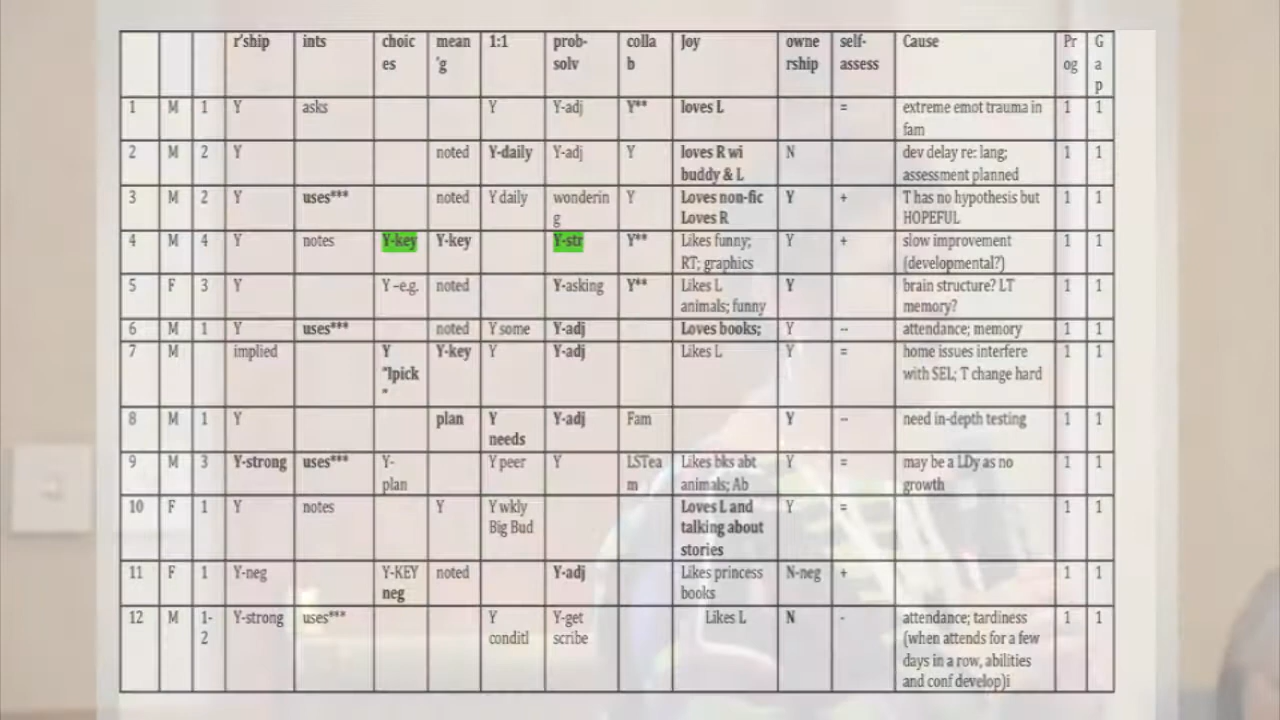 r'ship ints choic mean 1:1 prob- colla Joy owne self- Cause Pr G
es 'g solv b rship assess og a
p
1 M 1 Y asks Y Y-adj Y** loves L = extreme emot trauma in 1 1
fam
2 M 2 Y noted Y-daily Y-adj Y loves R wi N dev delay re: lang; 1 1
buddy & L assessment planned
3 M 2 Y uses*** noted Y daily wonderin Y Loves non-fic Y + T has no hypothesis but 1 1
g Loves R HOPEFUL
4 M 4 Y notes Y-key Y-key Y-str Y** Likes funny; Y + slow improvement 1 1
RT; graphics (developmental?)
5 F 3 Y Y –e.g. noted Y-asking Y** Likes L Y brain structure? LT 1 1
animals; funny memory?
6 M 1 Y uses*** noted Y some Y-adj Loves books; Y -- attendance; memory 1 1
7 M implied Y Y-key Y Y-adj Likes L Y = home issues interfere 1 1
"Ipick with SEL; T change hard
"
8 M 1 Y plan Y Y-adj Fam Y -- need in-depth testing 1 1
needs
9 M 3 Y-strong uses*** Y- Y peer Y LSTea Likes bks abt Y = may be a LDy as no 1 1
plan m animals; Ab growth
10 F 1 Y notes Y Y wkly Loves L and Y = 1 1
Big Bud talking about
stories
11 F 1 Y-neg Y-KEY noted Y-adj Likes princess N-neg + 1 1
neg books
12 M 1- Y-strong uses*** Y Y-get Likes L N - attendance; tardiness 1 1
2 conditl scribe (when attends for a few
days in a row, abilities
and conf develop)i